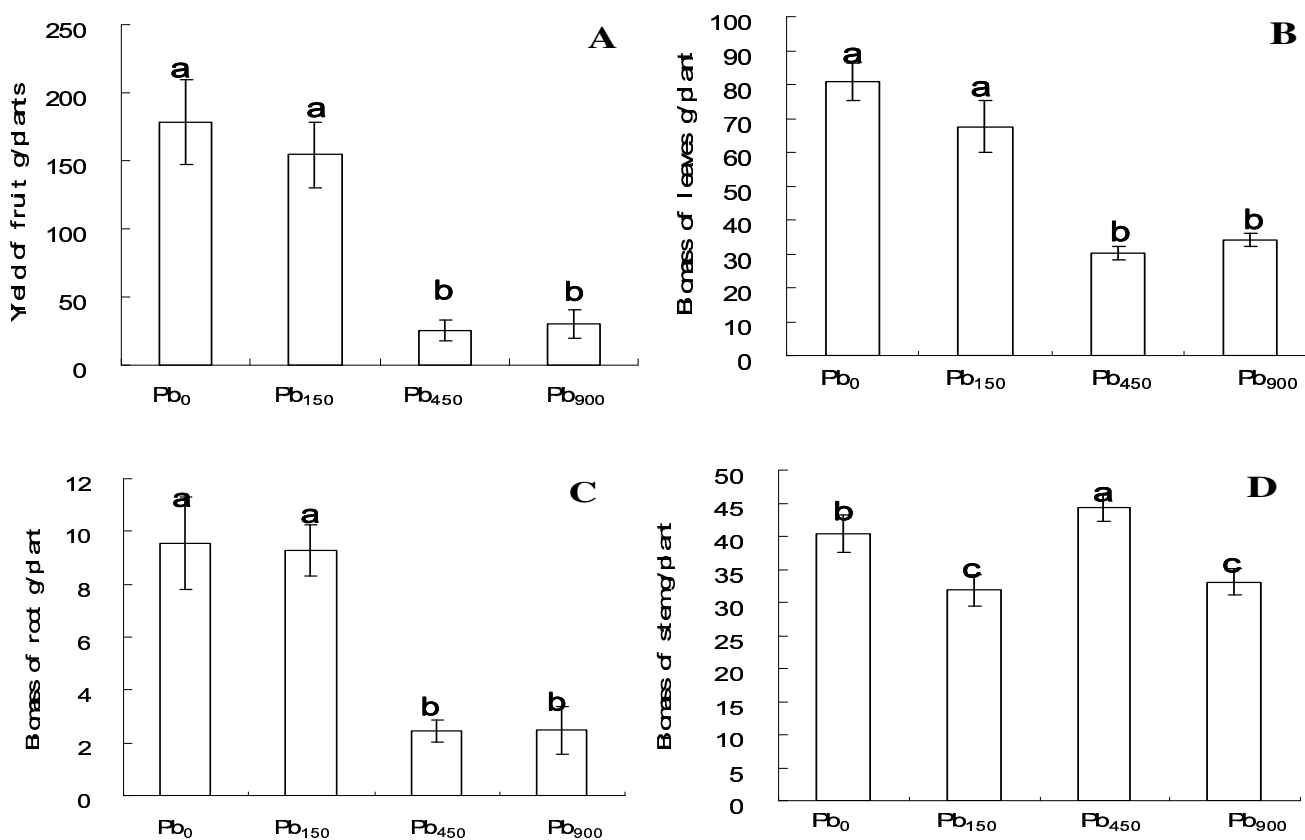 A
Yield of fruit g/plants
250
200
150
100
50
0
a
a
b
b
Pb₀
Pb₁₅₀
Pb₄₅₀
Pb₉₀₀
B
Biomass of leaves g/plant
100
90
80
70
60
50
40
30
20
10
0
a
a
b
b
Pb₀
Pb₁₅₀
Pb₄₅₀
Pb₉₀₀
C
Biomass of root g/plant
12
10
8
6
4
2
0
a
a
b
b
Pb₀
Pb₁₅₀
Pb₄₅₀
Pb₉₀₀
D
Biomass of stem g/plant
50
45
40
35
30
25
20
15
10
5
0
b
c
a
c
Pb₀
Pb₁₅₀
Pb₄₅₀
Pb₉₀₀